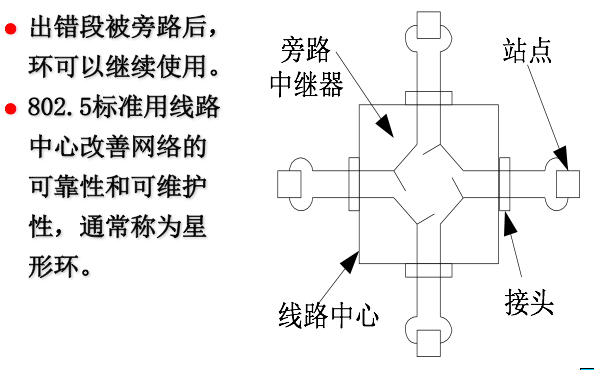 ● 出错段被旁路后，
环可以继续使用。
● 802.5标准用线路
中心改善网络的
可靠性和可维护
性，通常称为星
形环。
旁路
中继器
站点
线路中心
接头